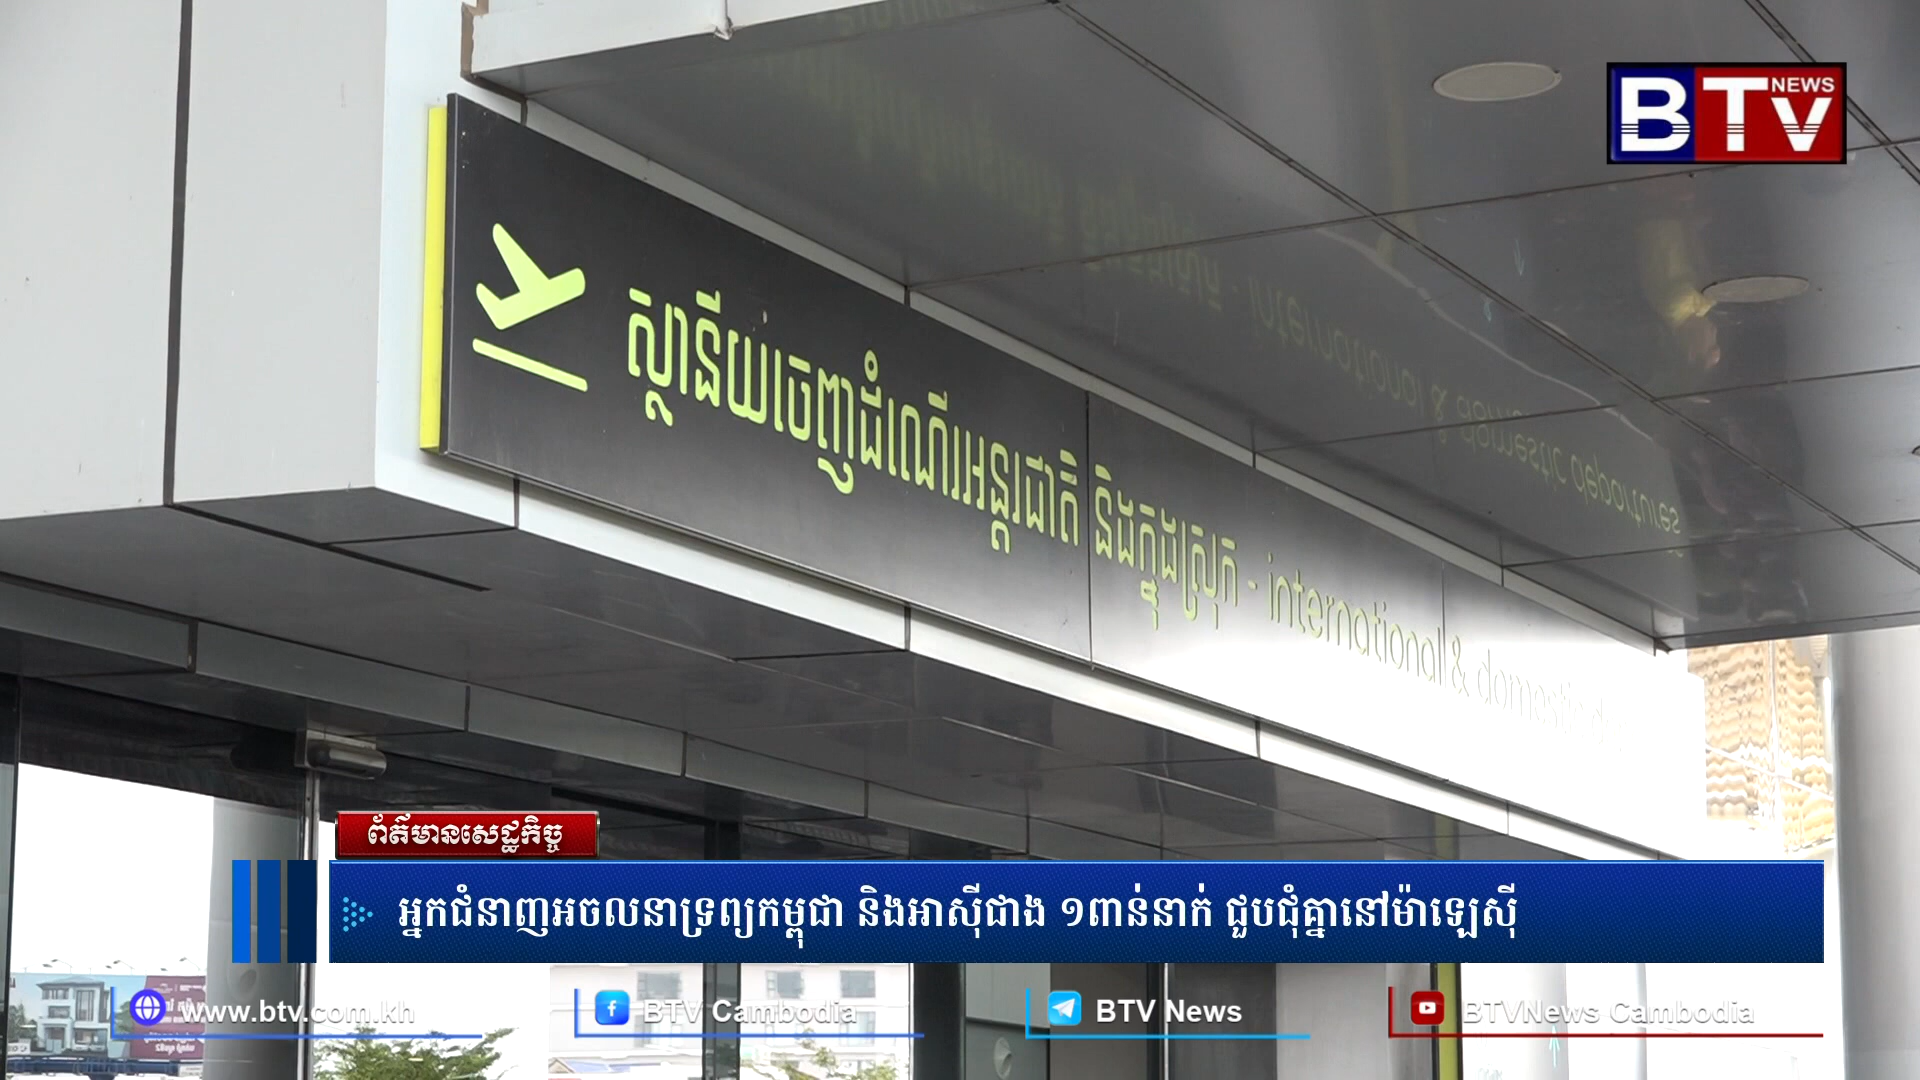 BTV NEWS
ស្ថានីយចេញដំណើរអន្តរជាតិ និងក្នុងស្រុក - international & domestic
international & domestic departures
ព័ត៌មានសេដ្ឋកិច្ច
អ្នកជំនាញអចលនាទ្រព្យកម្ពុជា និងអាស៊ីជាង ១ពាន់នាក់ ជួបជុំគ្នានៅម៉ាឡេស៊ី
www.btv.com.kh
BTV Cambodia
BTV News
BTVNews Cambodia